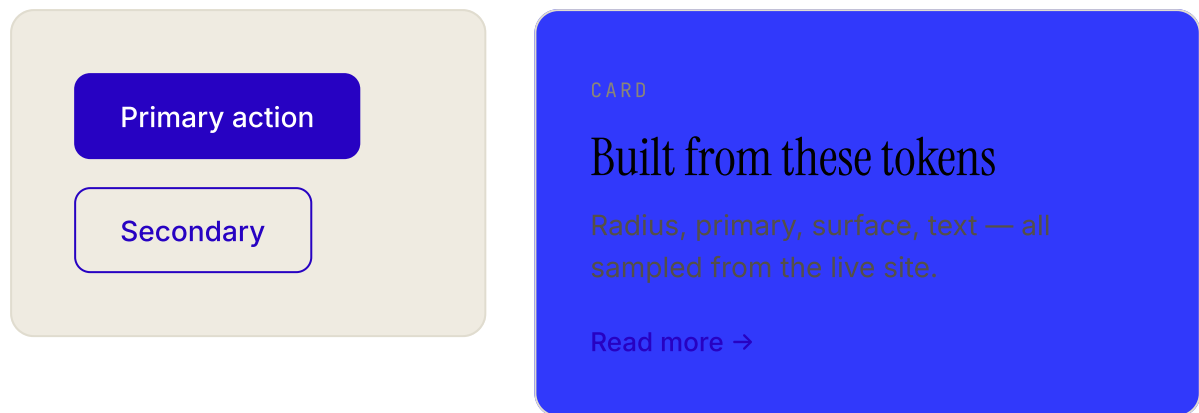 Primary action
Secondary
CARD
Built from these tokens
Radius, primary, surface, text — all
sampled from the live site.
Read more →